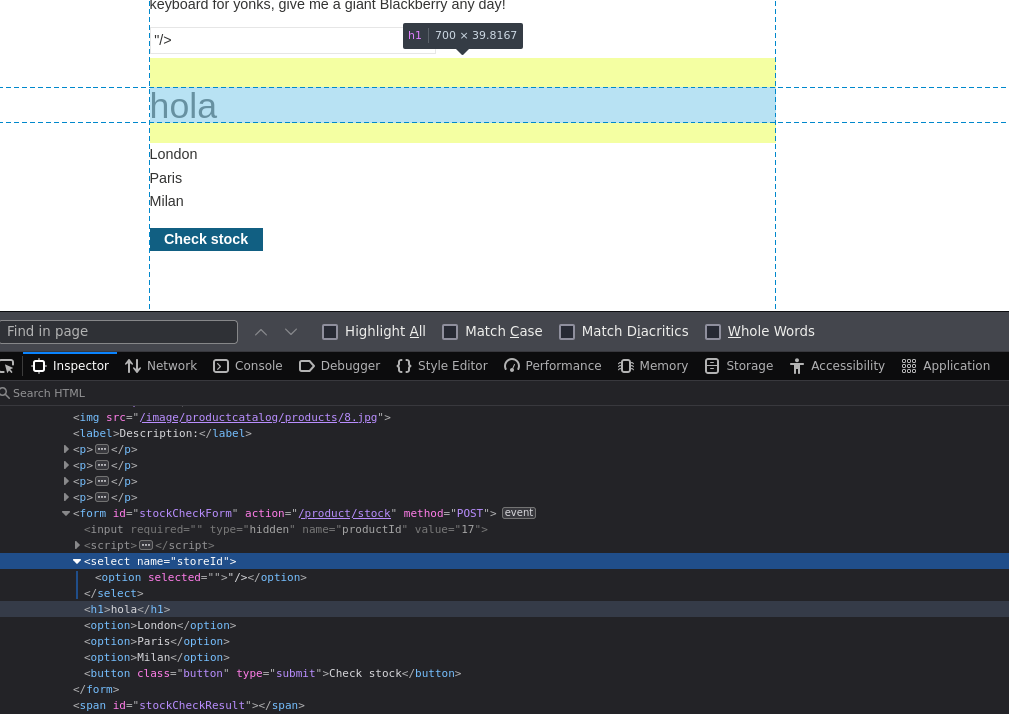 keyboard for yonks, give me a giant Blackberry any day!
"/>
h1 700 × 39.8167
hola
London
Paris
Milan
Check stock
Find in page
Highlight All
Match Case
Match Diacritics
Whole Words
Inspector
Network
Console
Debugger
Style Editor
Performance
Memory
Storage
Accessibility
Application
Search HTML
<img src="/image/productcatalog/products/8.jpg">
<label>Description:</label>
<p>…</p>
<p>…</p>
<p>…</p>
<p>…</p>
<form id="stockCheckForm" action="/product/stock" method="POST"> event
<input required="" type="hidden" name="productId" value="17">
<script>…</script>
<select name="storeId">
<option selected="">"/></option>
</select>
<h1>hola</h1>
<option>London</option>
<option>Paris</option>
<option>Milan</option>
<button class="button" type="submit">Check stock</button>
</form>
<span id="stockCheckResult"></span>